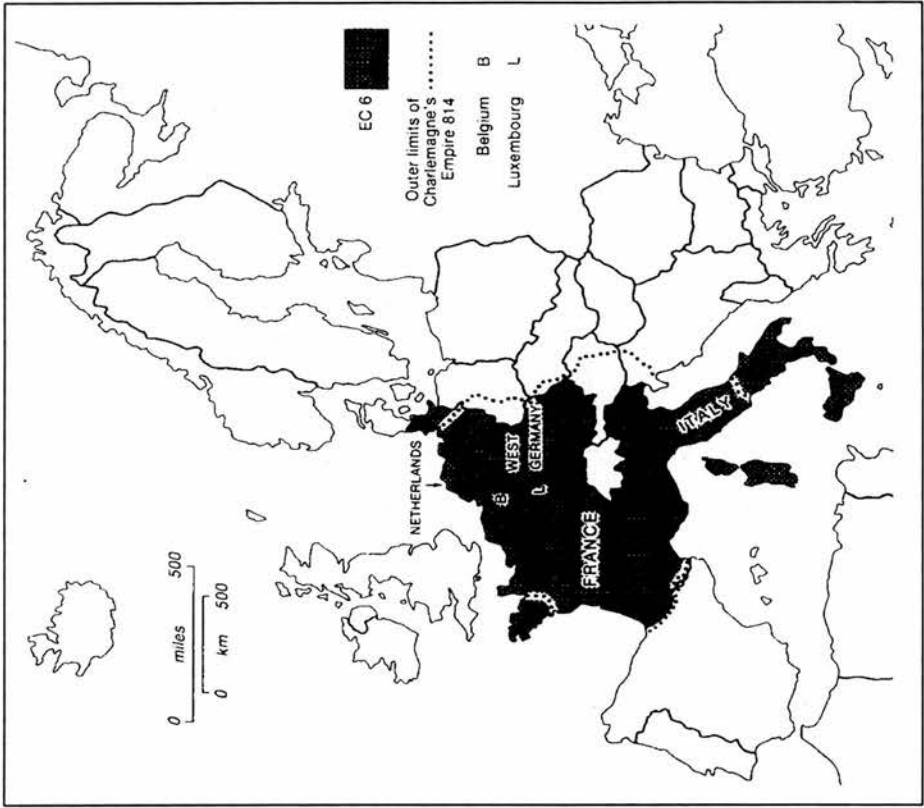 EC 6
Outer limits of
Charlemagne's
Empire 814
Belgium B
Luxembourg L
NETHERLANDS
B
WEST
GERMANY
L
FRANCE
ITALY
0 miles 500
0 km 500